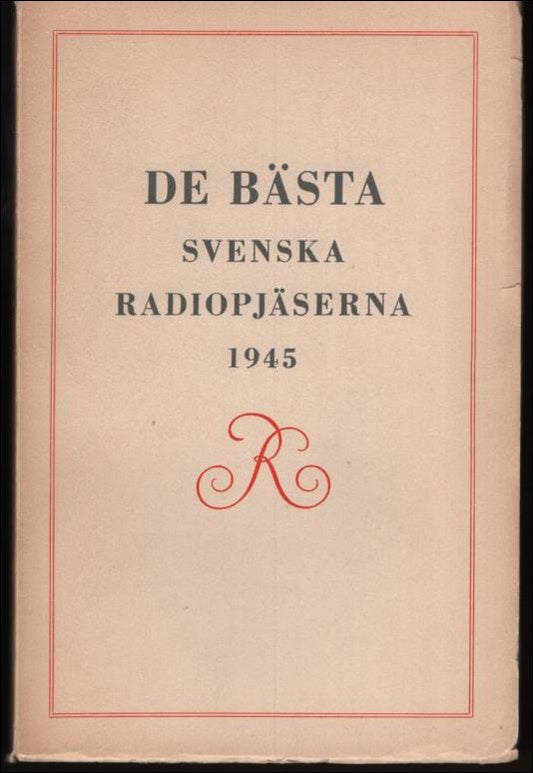 DE BÄSTA
SVENSKA
RADIOPJÄSERNA
1945
R